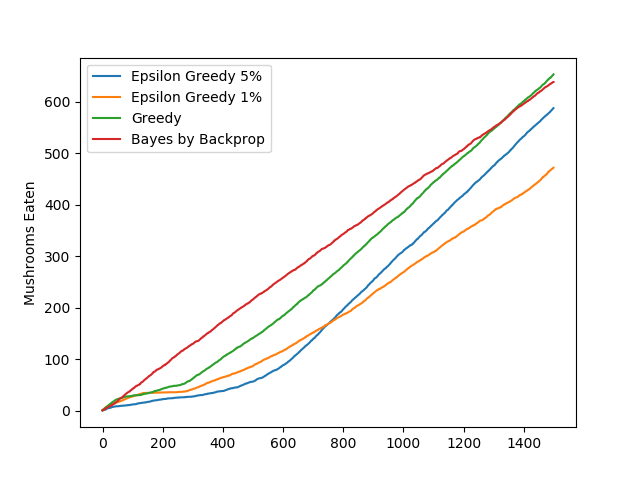 Epsilon Greedy 5%
Epsilon Greedy 1%
Greedy
Bayes by Backprop
Mushrooms Eaten
600
500
400
300
200
100
0
0 200 400 600 800 1000 1200 1400